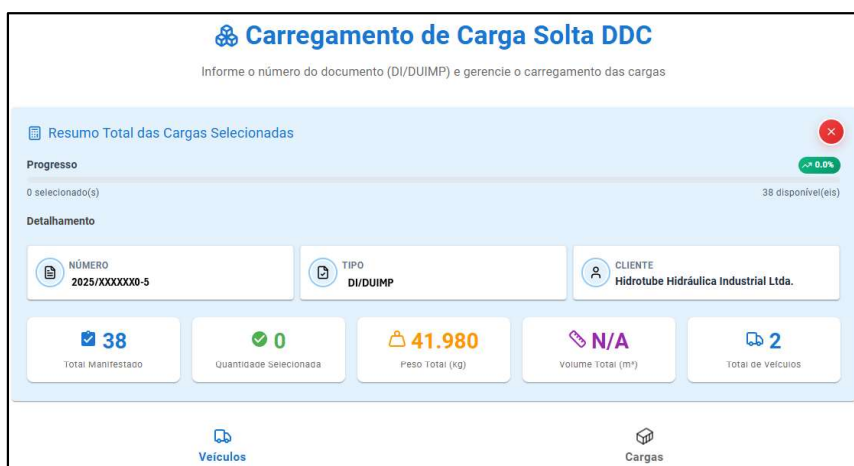 Carregamento de Carga Solta DDC
Informe o número do documento (DI/DUIMP) e gerencie o carregamento das cargas
Resumo Total das Cargas Selecionadas
Progresso
0.0%
0 selecionado(s)
38 disponível(eis)
Detalhamento
NÚMERO
2025/XXXXXX0-5
TIPO
DI/DUIMP
CLIENTE
Hidrotube Hidráulica Industrial Ltda.
38
Total Manifestado
0
Quantidade Selecionada
41.980
Peso Total (kg)
N/A
Volume Total (m³)
2
Total de Veículos
Veículos
Cargas